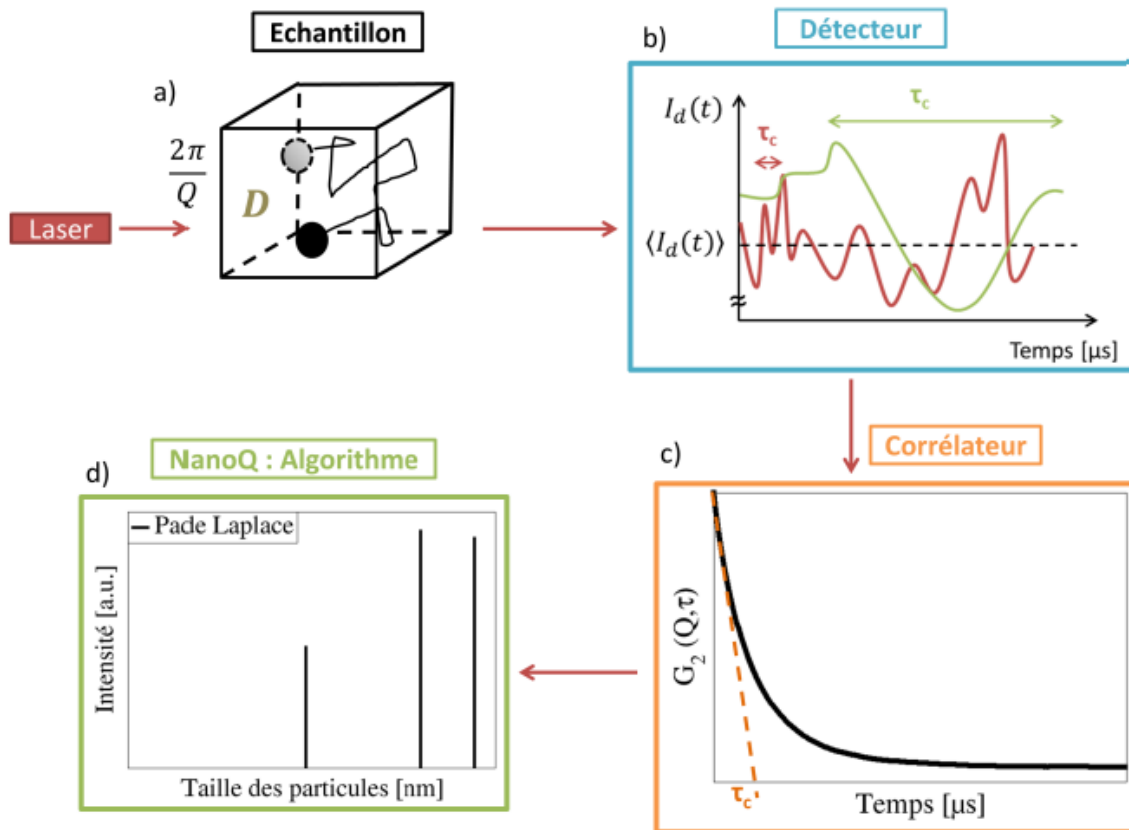 Echantillon
a)
2π
Q
D
Laser
b)
Détecteur
I_d(t)
τ_c
τ_c
⟨I_d(t)⟩
≈
Temps [µs]
c)
Corrélateur
G_2 (Q,τ)
τ_c
Temps [µs]
d)
NanoQ : Algorithme
Pade Laplace
Intensité [a.u.]
Taille des particules [nm]